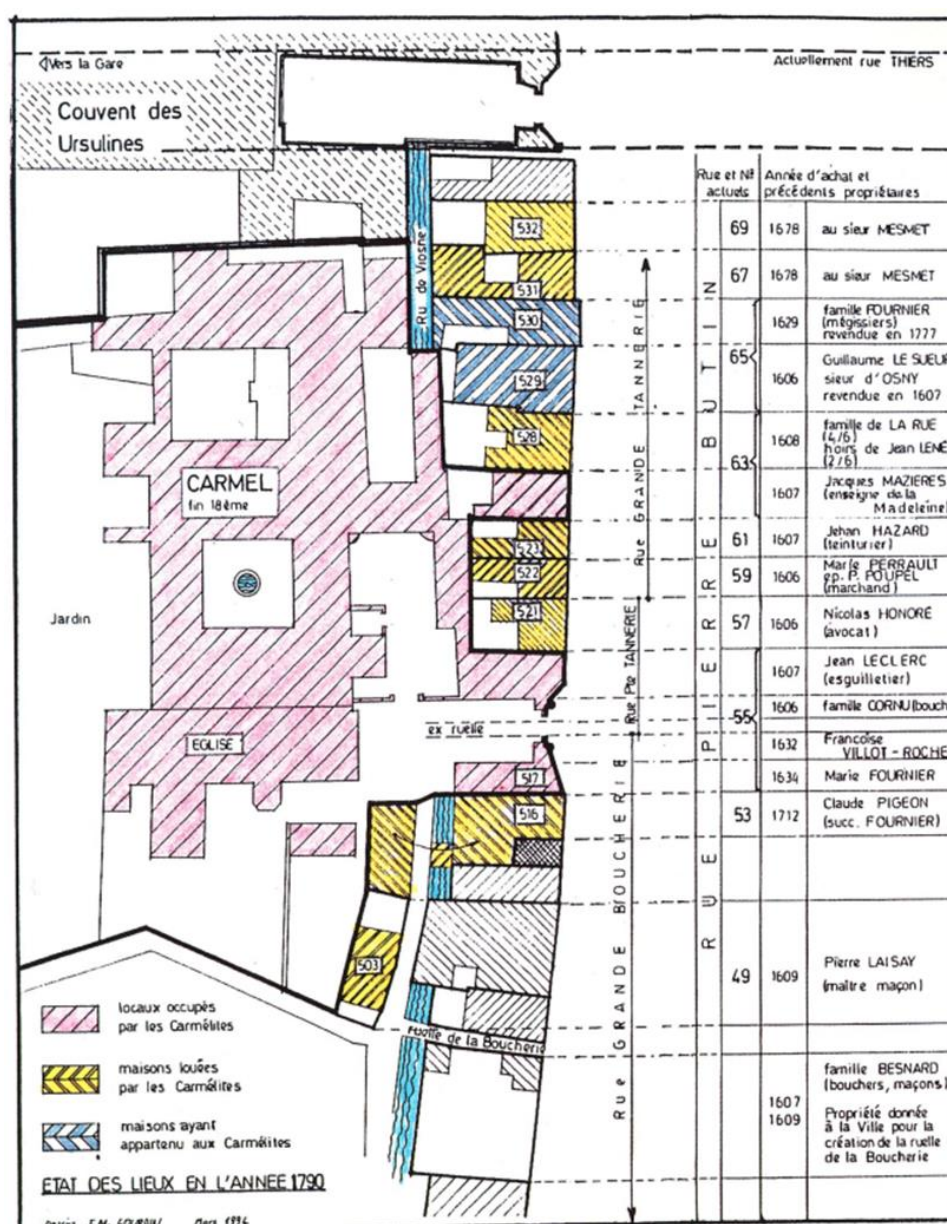 Vers la Gare
Actuellement rue THIERS
Couvent des
Ursulines
Rue et Nº
actuels
Année d'achat et
précédents propriétaires
Ru de Viosne
532
531
530
529
528
523
522
521
517
516
503
CARMEL
fin 18ème
Jardin
EGLISE
ex ruelle
Rue GRANDE TANNERIE
Rue Pte TANNERIE
Rue GRANDE BOUCHERIE
RUE PIERRE BUTIN
Ruelle de la Boucherie
69 1678 au sieur MESMET
67 1678 au sieur MESMET
65
1629 famille FOURNIER
(mégissiers)
revendue en 1777
1606 Guillaume LE SUEUR
sieur d'OSNY
revendue en 1607
63
1608 famille de LA RUE
(4/6)
hoirs de Jean LENE
(2/6)
1607 Jacques MAZIERES
(enseigne de la
Madeleine)
61 1607 Jehan HAZARD
(teinturier)
59 1606 Marie PERRAULT
ep. P. POUPEL
(marchand)
57 1606 Nicolas HONORÉ
(avocat)
55
1607 Jean LECLERC
(esguilletier)
1606 famille CORNU (bouch
1632 Francoise
VILLOT - ROCHE
1634 Marie FOURNIER
53 1712 Claude PIGEON
(succ. FOURNIER)
49 1609 Pierre LAISAY
(maître maçon)
1607
1609
famille BESNARD
(bouchers, maçons)
Propriété donnée
à la Ville pour la
création de la ruelle
de la Boucherie
locaux occupés
par les Carmélites
maisons louées
par les Carmélites
maisons ayant
appartenu aux Carmélites
ETAT DES LIEUX EN L'ANNEE 1790
Mars